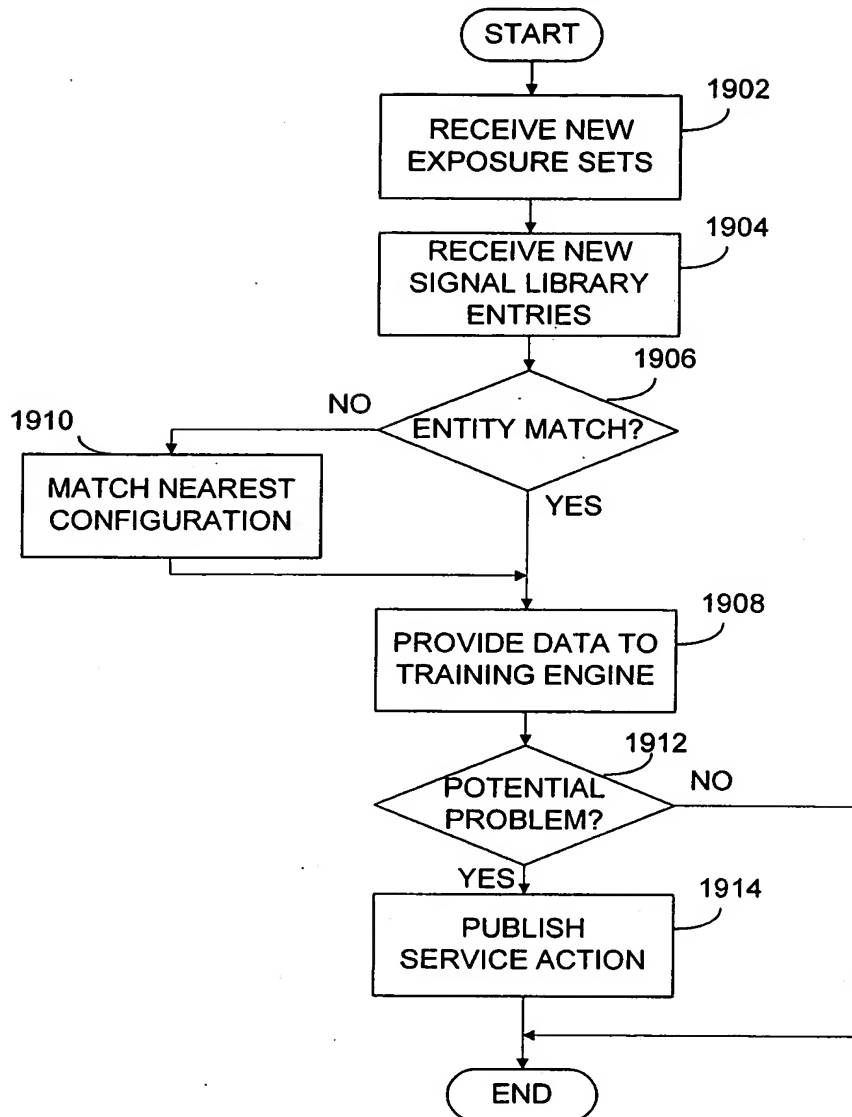 START
1902
RECEIVE NEW
EXPOSURE SETS
1904
RECEIVE NEW
SIGNAL LIBRARY
ENTRIES
1906
ENTITY MATCH?
NO
YES
1910
MATCH NEAREST
CONFIGURATION
1908
PROVIDE DATA TO
TRAINING ENGINE
1912
POTENTIAL
PROBLEM?
NO
YES
1914
PUBLISH
SERVICE ACTION
END